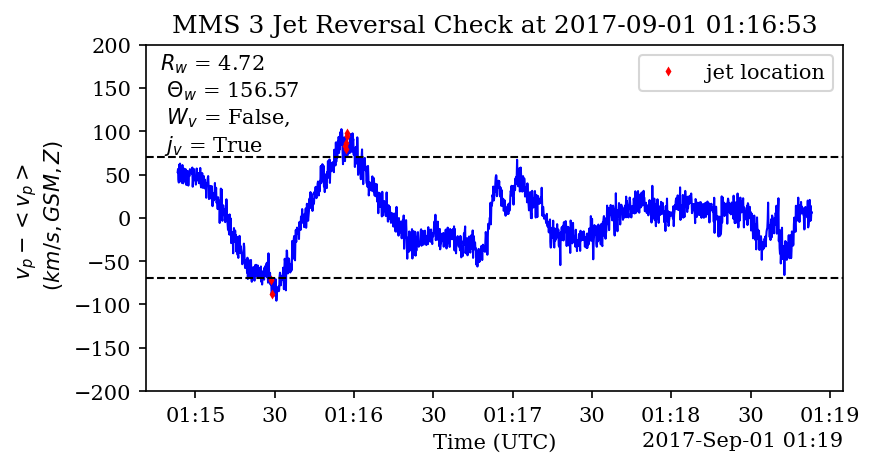 MMS 3 Jet Reversal Check at 2017-09-01 01:16:53
200
150
100
50
0
−50
−100
−150
−200
v_p − < v_p >
(km/s, GSM, Z)
R_w = 4.72
Θ_w = 156.57
W_v = False,
j_v = True
jet location
01:15 30 01:16 30 01:17 30 01:18 30 01:19
Time (UTC)
2017-Sep-01 01:19